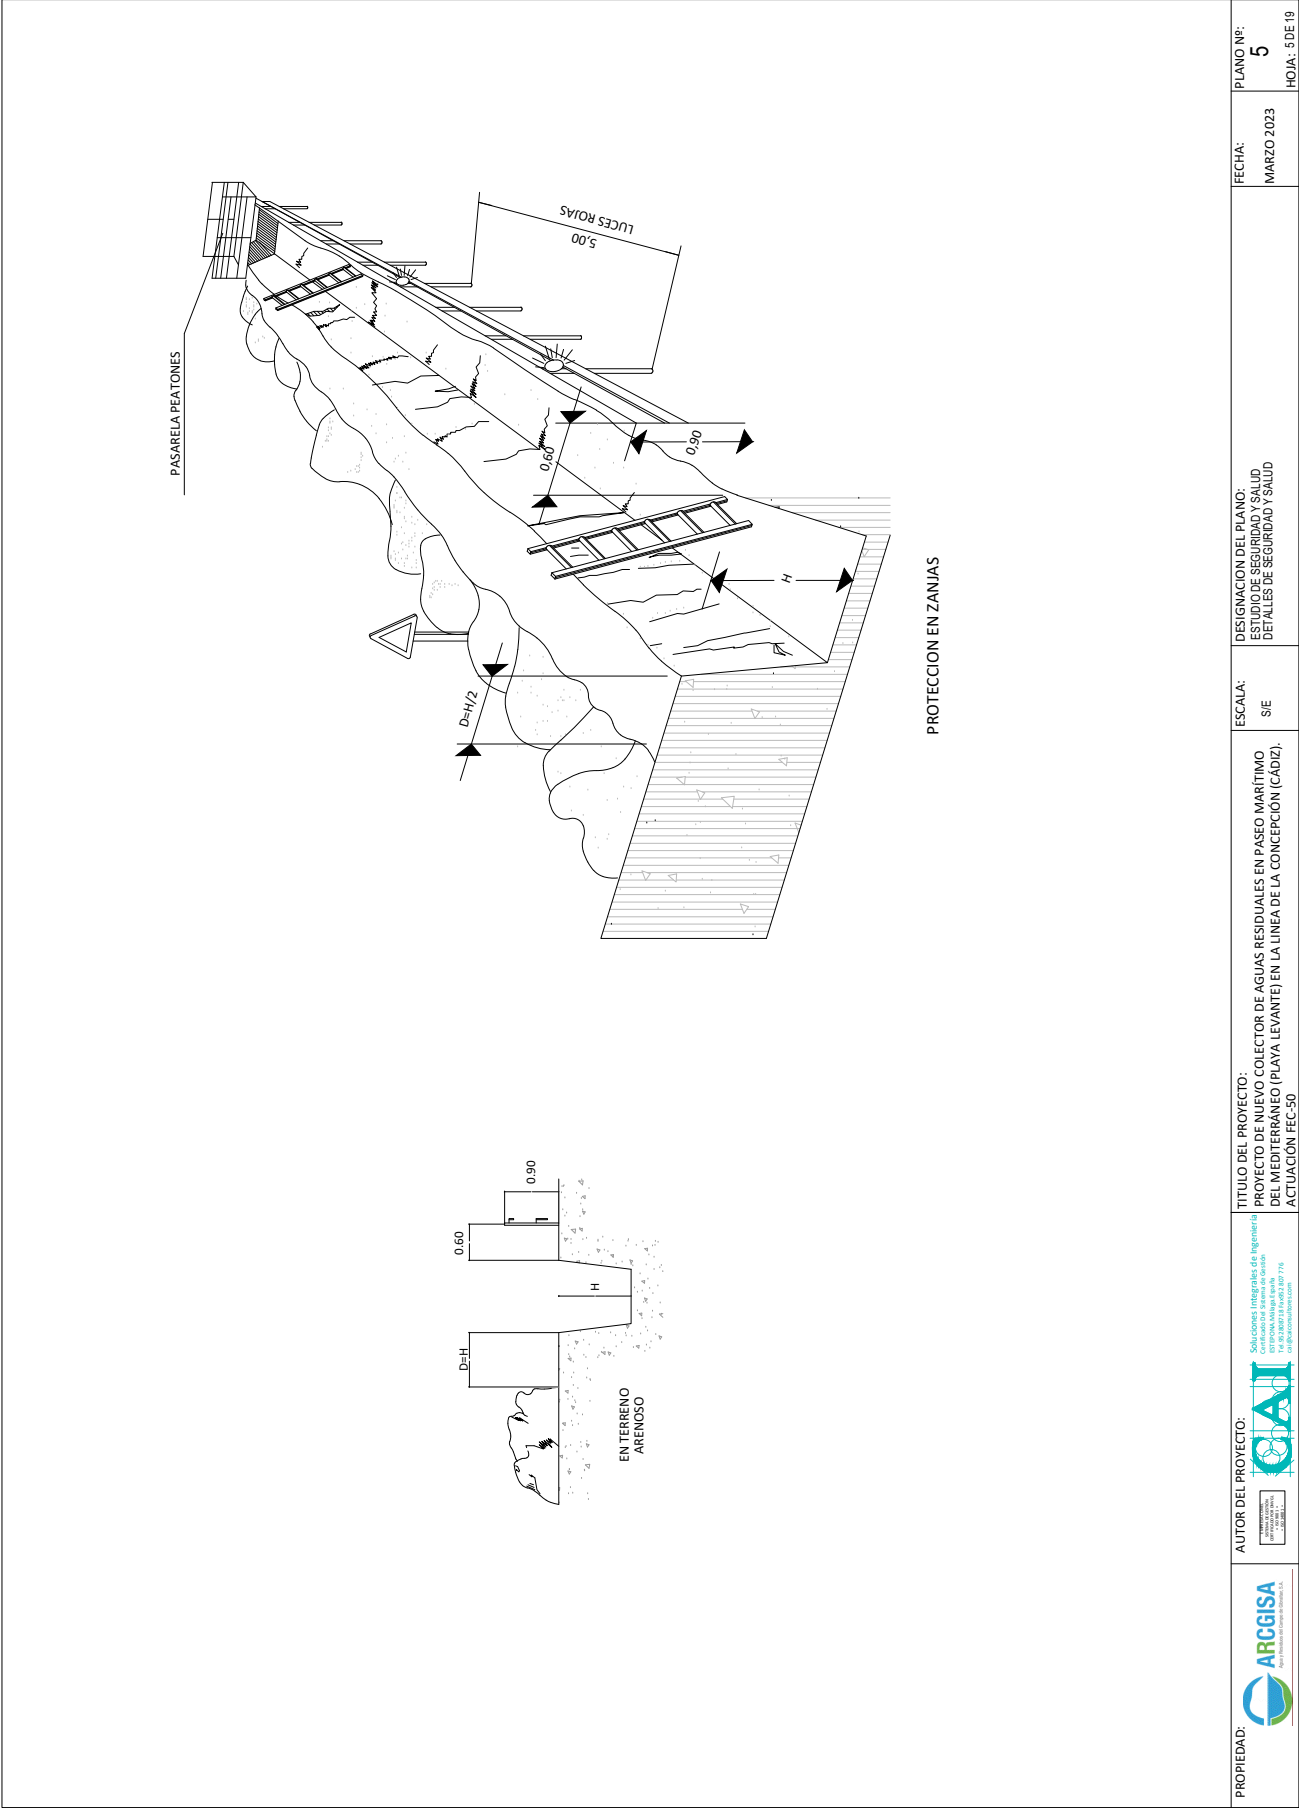 PASARELA PEATONES
LUCES ROJAS
5,00
0,60
0,90
D=H/2
H
PROTECCION EN ZANJAS
D=H
0.60
0.90
H
EN TERRENO
ARENOSO
PROPIEDAD:
ARCGISA
AUTOR DEL PROYECTO:
CAI
Soluciones Integrales de Ingeniería
TITULO DEL PROYECTO:
PROYECTO DE NUEVO COLECTOR DE AGUAS RESIDUALES EN PASEO MARÍTIMO
DEL MEDITERRÁNEO (PLAYA LEVANTE) EN LA LINEA DE LA CONCEPCIÓN (CÁDIZ).
ACTUACIÓN FEC-50
ESCALA:
S/E
DESIGNACION DEL PLANO:
ESTUDIO DE SEGURIDAD Y SALUD
DETALLES DE SEGURIDAD Y SALUD
FECHA:
MARZO 2023
PLANO Nº:
5
HOJA: 5 DE 19